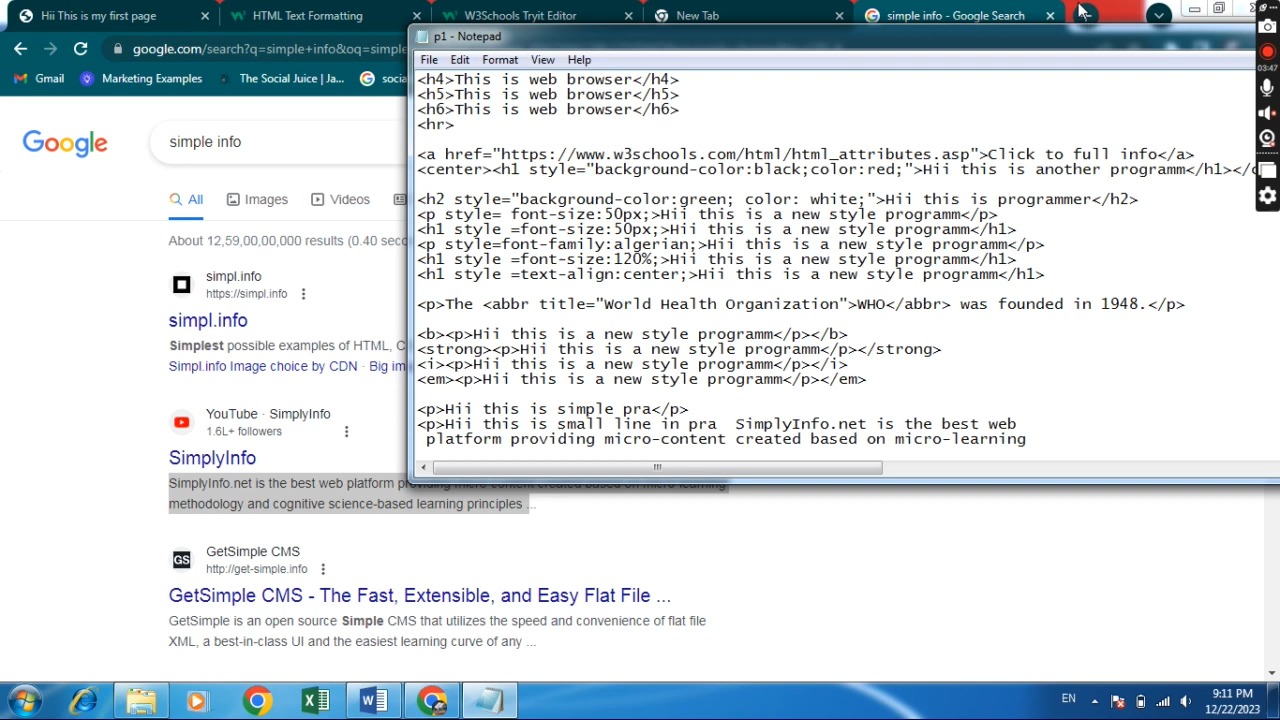 Hii This is my first page
HTML Text Formatting
W3Schools Tryit Editor
New Tab
simple info - Google Search
google.com/search?q=simple+info&oq=simple
Gmail
Marketing Examples
The Social Juice | Ja...
Google
simple info
All
Images
Videos
About 12,59,00,00,000 results (0.40 seco
simpl.info
https://simpl.info
simpl.info
Simplest possible examples of HTML, C
Simpl.info Image choice by CDN · Big im
YouTube · SimplyInfo
1.6L+ followers
SimplyInfo
SimplyInfo.net is the best web platform providing micro-content created based on micro-learning
methodology and cognitive science-based learning principles ...
GS
GetSimple CMS
http://get-simple.info
GetSimple CMS - The Fast, Extensible, and Easy Flat File ...
GetSimple is an open source Simple CMS that utilizes the speed and convenience of flat file
XML, a best-in-class UI and the easiest learning curve of any ...
p1 - Notepad
File Edit Format View Help
<h4>This is web browser</h4>
<h5>This is web browser</h5>
<h6>This is web browser</h6>
<hr>
<a href="https://www.w3schools.com/html/html_attributes.asp">Click to full info</a>
<center><h1 style="background-color:black;color:red;">Hii this is another programm</h1></c
<h2 style="background-color:green; color: white;">Hii this is programmer</h2>
<p style= font-size:50px;>Hii this is a new style programm</p>
<h1 style =font-size:50px;>Hii this is a new style programm</h1>
<p style=font-family:algerian;>Hii this is a new style programm</p>
<h1 style =font-size:120%;>Hii this is a new style programm</h1>
<h1 style =text-align:center;>Hii this is a new style programm</h1>
<p>The <abbr title="World Health Organization">WHO</abbr> was founded in 1948.</p>
<b><p>Hii this is a new style programm</p></b>
<strong><p>Hii this is a new style programm</p></strong>
<i><p>Hii this is a new style programm</p></i>
<em><p>Hii this is a new style programm</p></em>
<p>Hii this is simple pra</p>
<p>Hii this is small line in pra  SimplyInfo.net is the best web
platform providing micro-content created based on micro-learning
03:47
EN
9:11 PM
12/22/2023